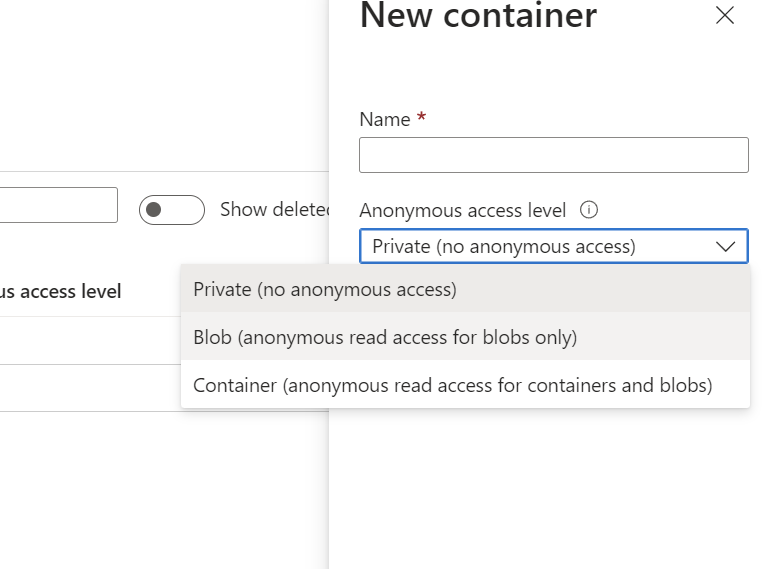 New container
Name *
Show deleted
Anonymous access level
Private (no anonymous access)
us access level
Private (no anonymous access)
Blob (anonymous read access for blobs only)
Container (anonymous read access for containers and blobs)